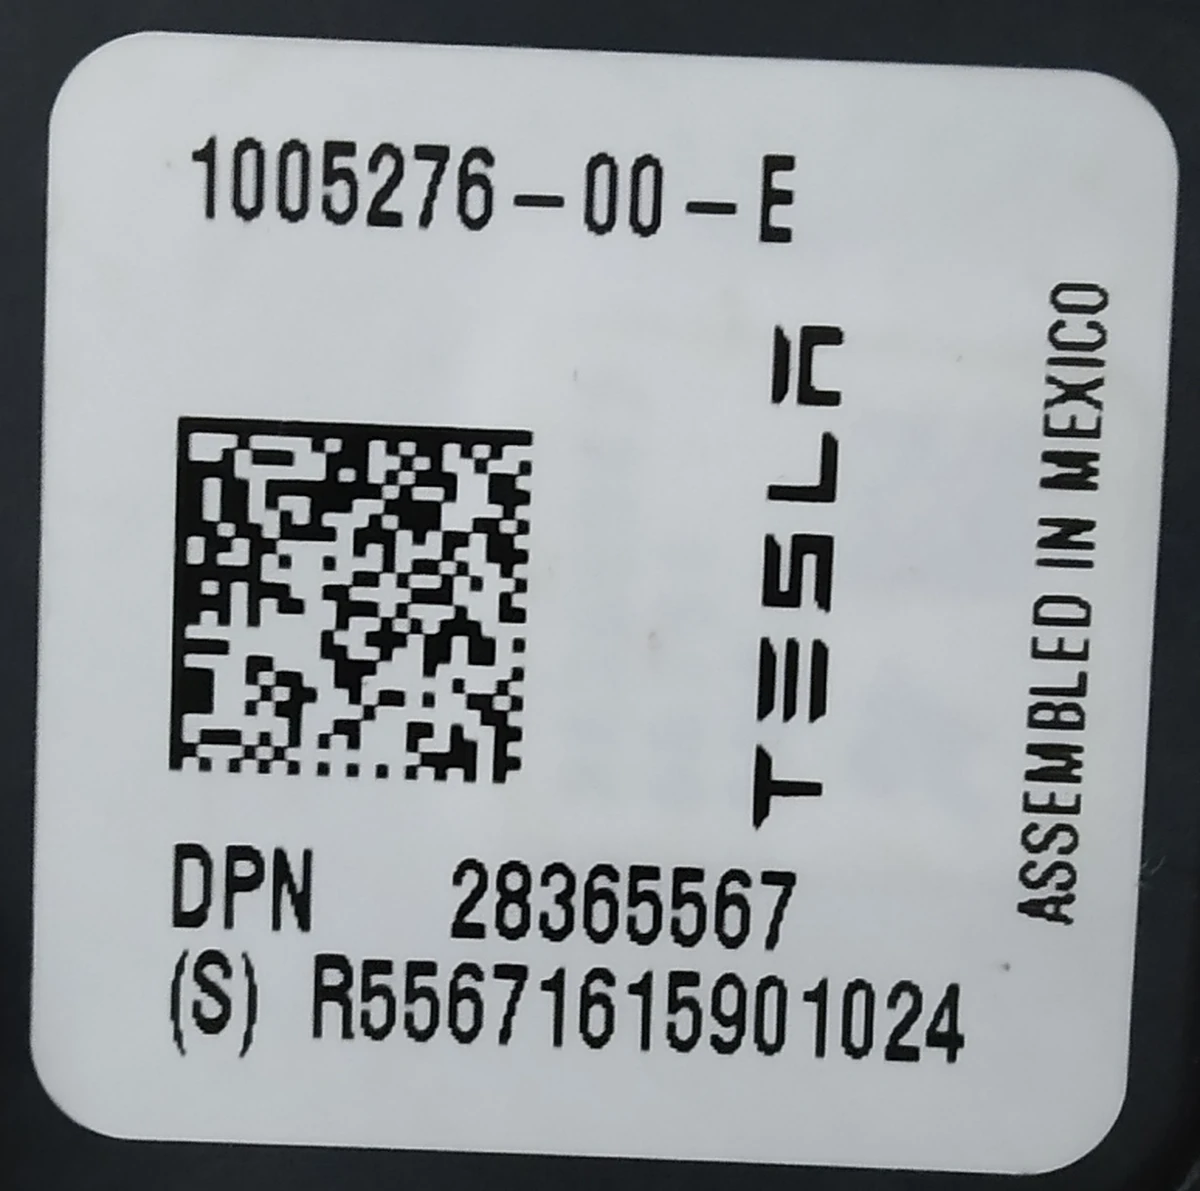 1005276-00-E
TESLA
ASSEMBLED IN MEXICO
DPN 28365567
(S) R55671615901024